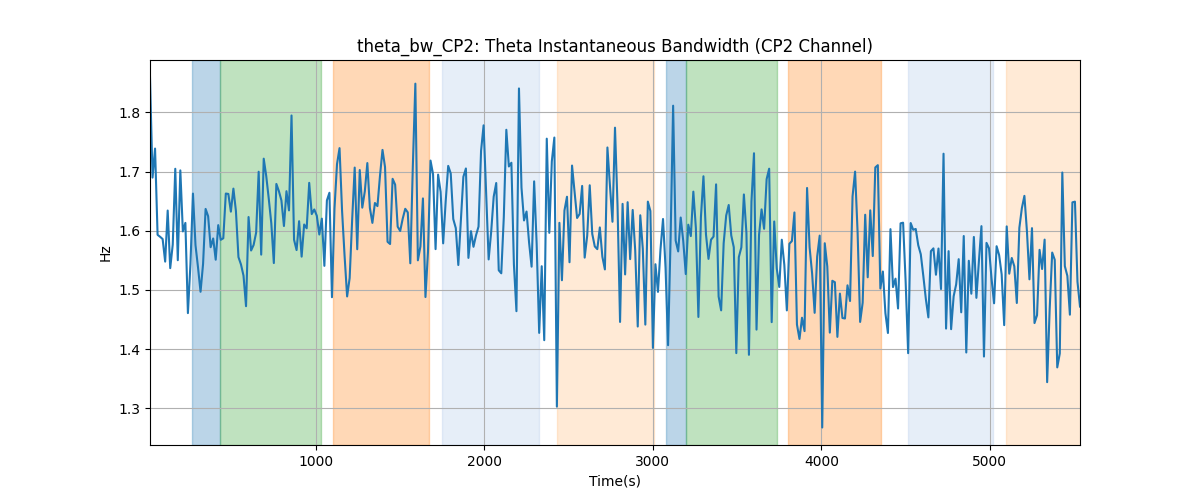 theta_bw_CP2: Theta Instantaneous Bandwidth (CP2 Channel)
Hz
1.8
1.7
1.6
1.5
1.4
1.3
1000 2000 3000 4000 5000
Time(s)